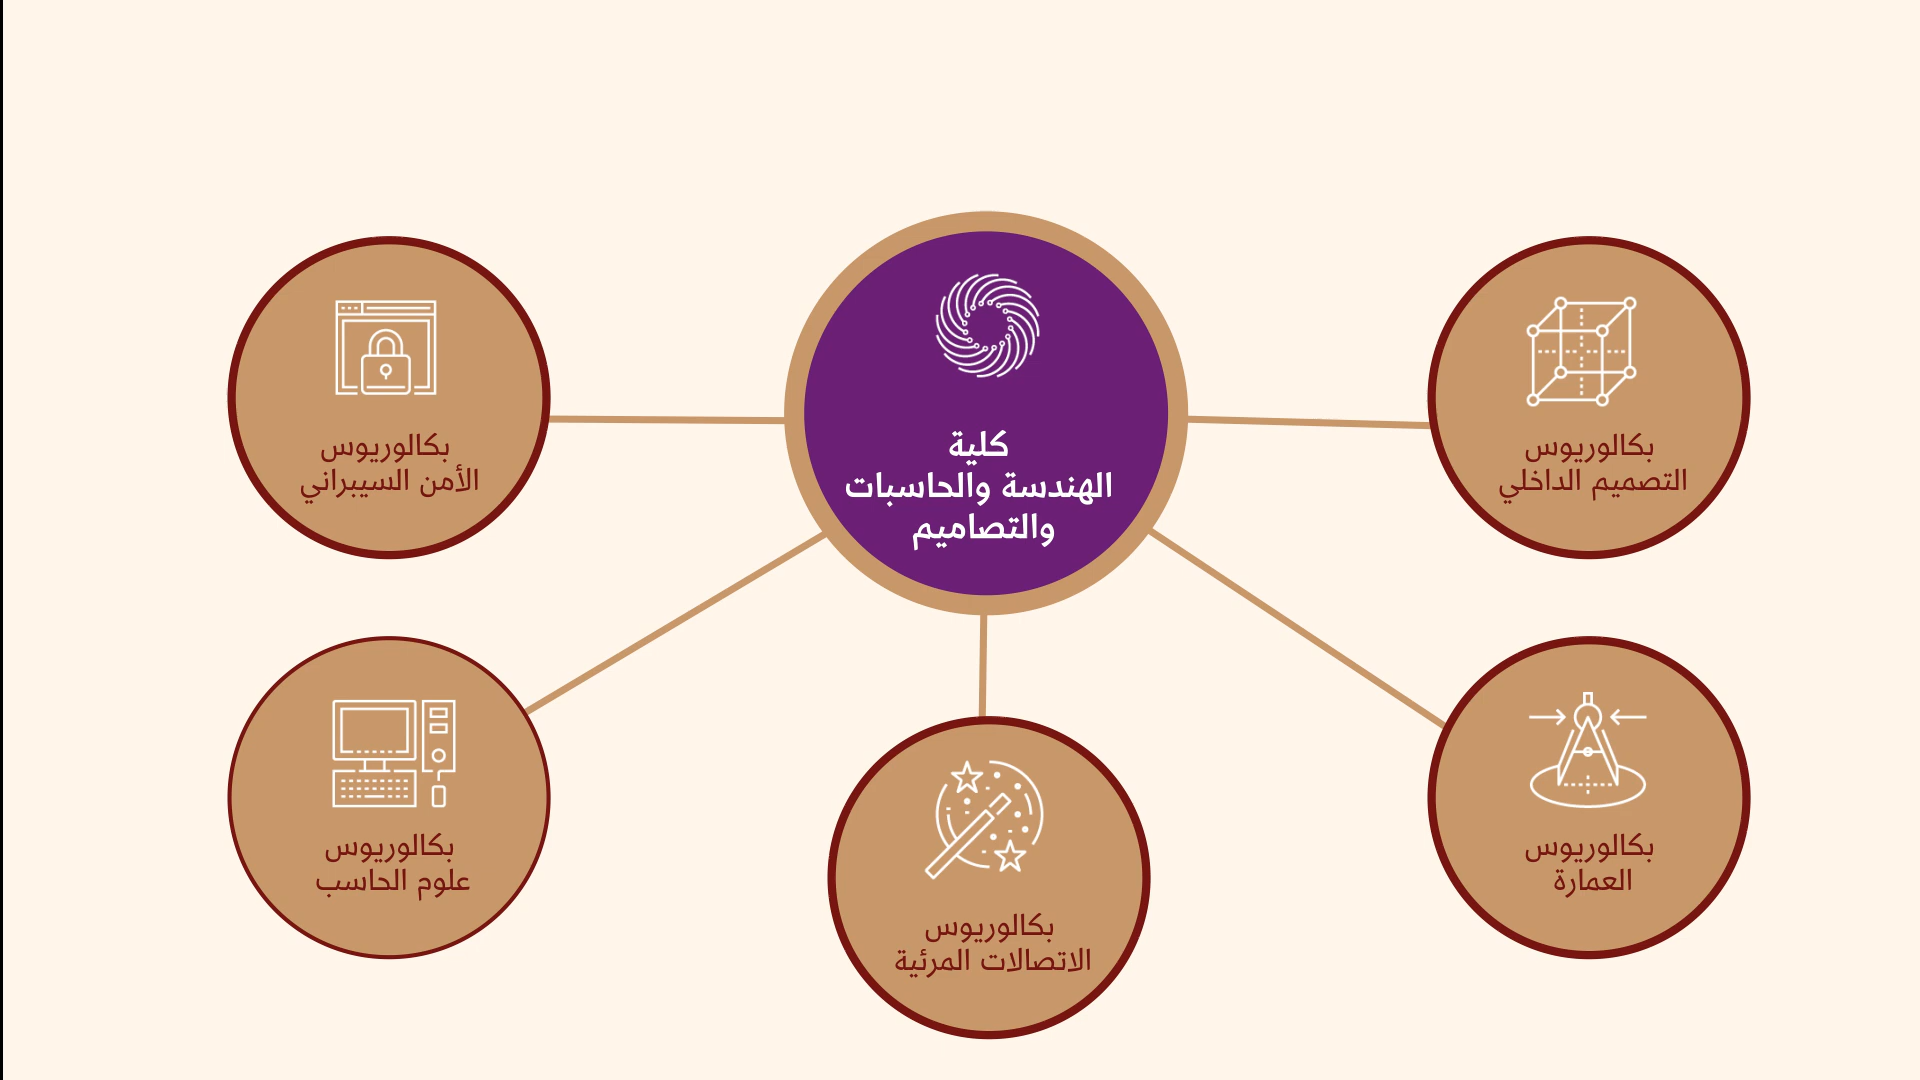 كلية
الهندسة والحاسبات
والتصاميم
بكالوريوس
التصميم الداخلي
بكالوريوس
الأمن السيبراني
بكالوريوس
العمارة
بكالوريوس
علوم الحاسب
بكالوريوس
الاتصالات المرئية